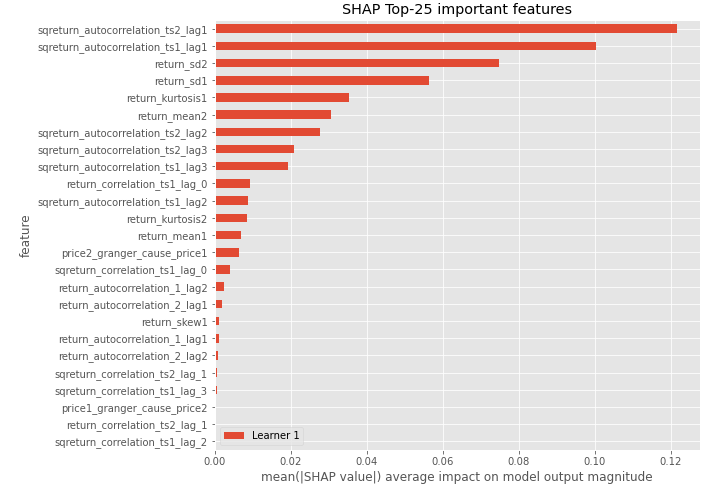 SHAP Top-25 important features
sqreturn_autocorrelation_ts2_lag1
sqreturn_autocorrelation_ts1_lag1
return_sd2
return_sd1
return_kurtosis1
return_mean2
sqreturn_autocorrelation_ts2_lag2
sqreturn_autocorrelation_ts2_lag3
sqreturn_autocorrelation_ts1_lag3
return_correlation_ts1_lag_0
sqreturn_autocorrelation_ts1_lag2
return_kurtosis2
return_mean1
price2_granger_cause_price1
sqreturn_correlation_ts1_lag_0
return_autocorrelation_1_lag2
return_autocorrelation_2_lag1
return_skew1
return_autocorrelation_1_lag1
return_autocorrelation_2_lag2
sqreturn_correlation_ts2_lag_1
sqreturn_correlation_ts1_lag_3
price1_granger_cause_price2
return_correlation_ts2_lag_1
sqreturn_correlation_ts1_lag_2
feature
Learner 1
0.00 0.02 0.04 0.06 0.08 0.10 0.12
mean(|SHAP value|) average impact on model output magnitude